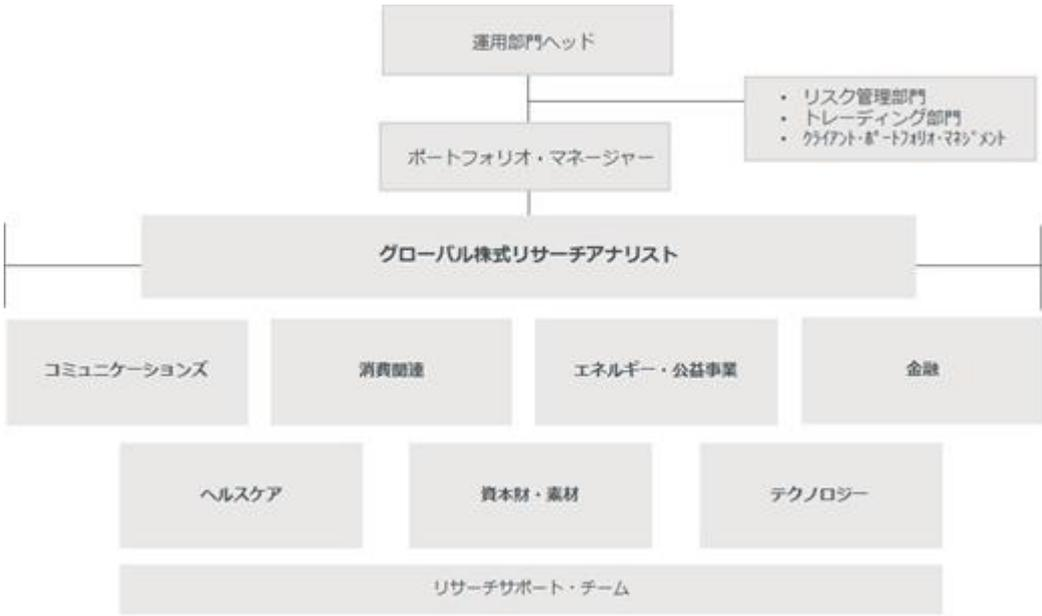 運用部門ヘッド
・ リスク管理部門
・ トレーディング部門
・ ｸﾗｲｱﾝﾄ･ﾎﾟｰﾄﾌｫﾘｵ･ﾏﾈｼﾞﾒﾝﾄ
ポートフォリオ・マネージャー
グローバル株式リサーチアナリスト
コミュニケーションズ
消費関連
エネルギー・公益事業
金融
ヘルスケア
資本財・素材
テクノロジー
リサーチサポート・チーム